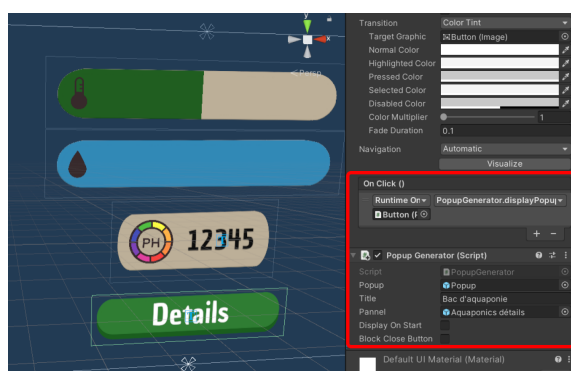 y
x
< Persp
PH
12345
Details
Transition
Color Tint
Target Graphic
Button (Image)
Normal Color
Highlighted Color
Pressed Color
Selected Color
Disabled Color
Color Multiplier
1
Fade Duration
0.1
Navigation
Automatic
Visualize
On Click ()
Runtime On
PopupGenerator.displayPopup
Button (F
+ -
Popup Generator (Script)
Script
PopupGenerator
Popup
Popup
Title
Bac d'aquaponie
Pannel
Aquaponics détails
Display On Start
Block Close Button
Default UI Material (Material)